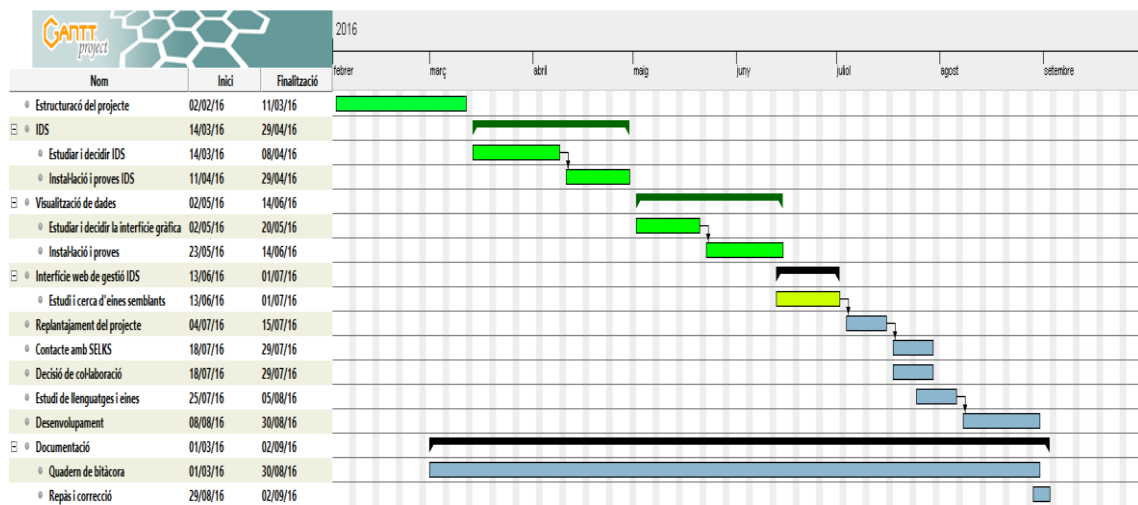 GANTT
project
2016
febrer març abril maig juny juliol agost setembre
Nom Inici Finalització
Estructuració del projecte 02/02/16 11/03/16
IDS 14/03/16 29/04/16
Estudiar i decidir IDS 14/03/16 08/04/16
Instal·lació i proves IDS 11/04/16 29/04/16
Visualització de dades 02/05/16 14/06/16
Estudiar i decidir la interfície gràfica 02/05/16 20/05/16
Instal·lació i proves 23/05/16 14/06/16
Interfície web de gestió IDS 13/06/16 01/07/16
Estudi i cerca d'eines semblants 13/06/16 01/07/16
Replantajament del projecte 04/07/16 15/07/16
Contacte amb SELKS 18/07/16 29/07/16
Decisió de col·laboració 18/07/16 29/07/16
Estudi de llenguatges i eines 25/07/16 05/08/16
Desenvolupament 08/08/16 30/08/16
Documentació 01/03/16 02/09/16
Quadern de bitàcora 01/03/16 30/08/16
Repàs i correcció 29/08/16 02/09/16